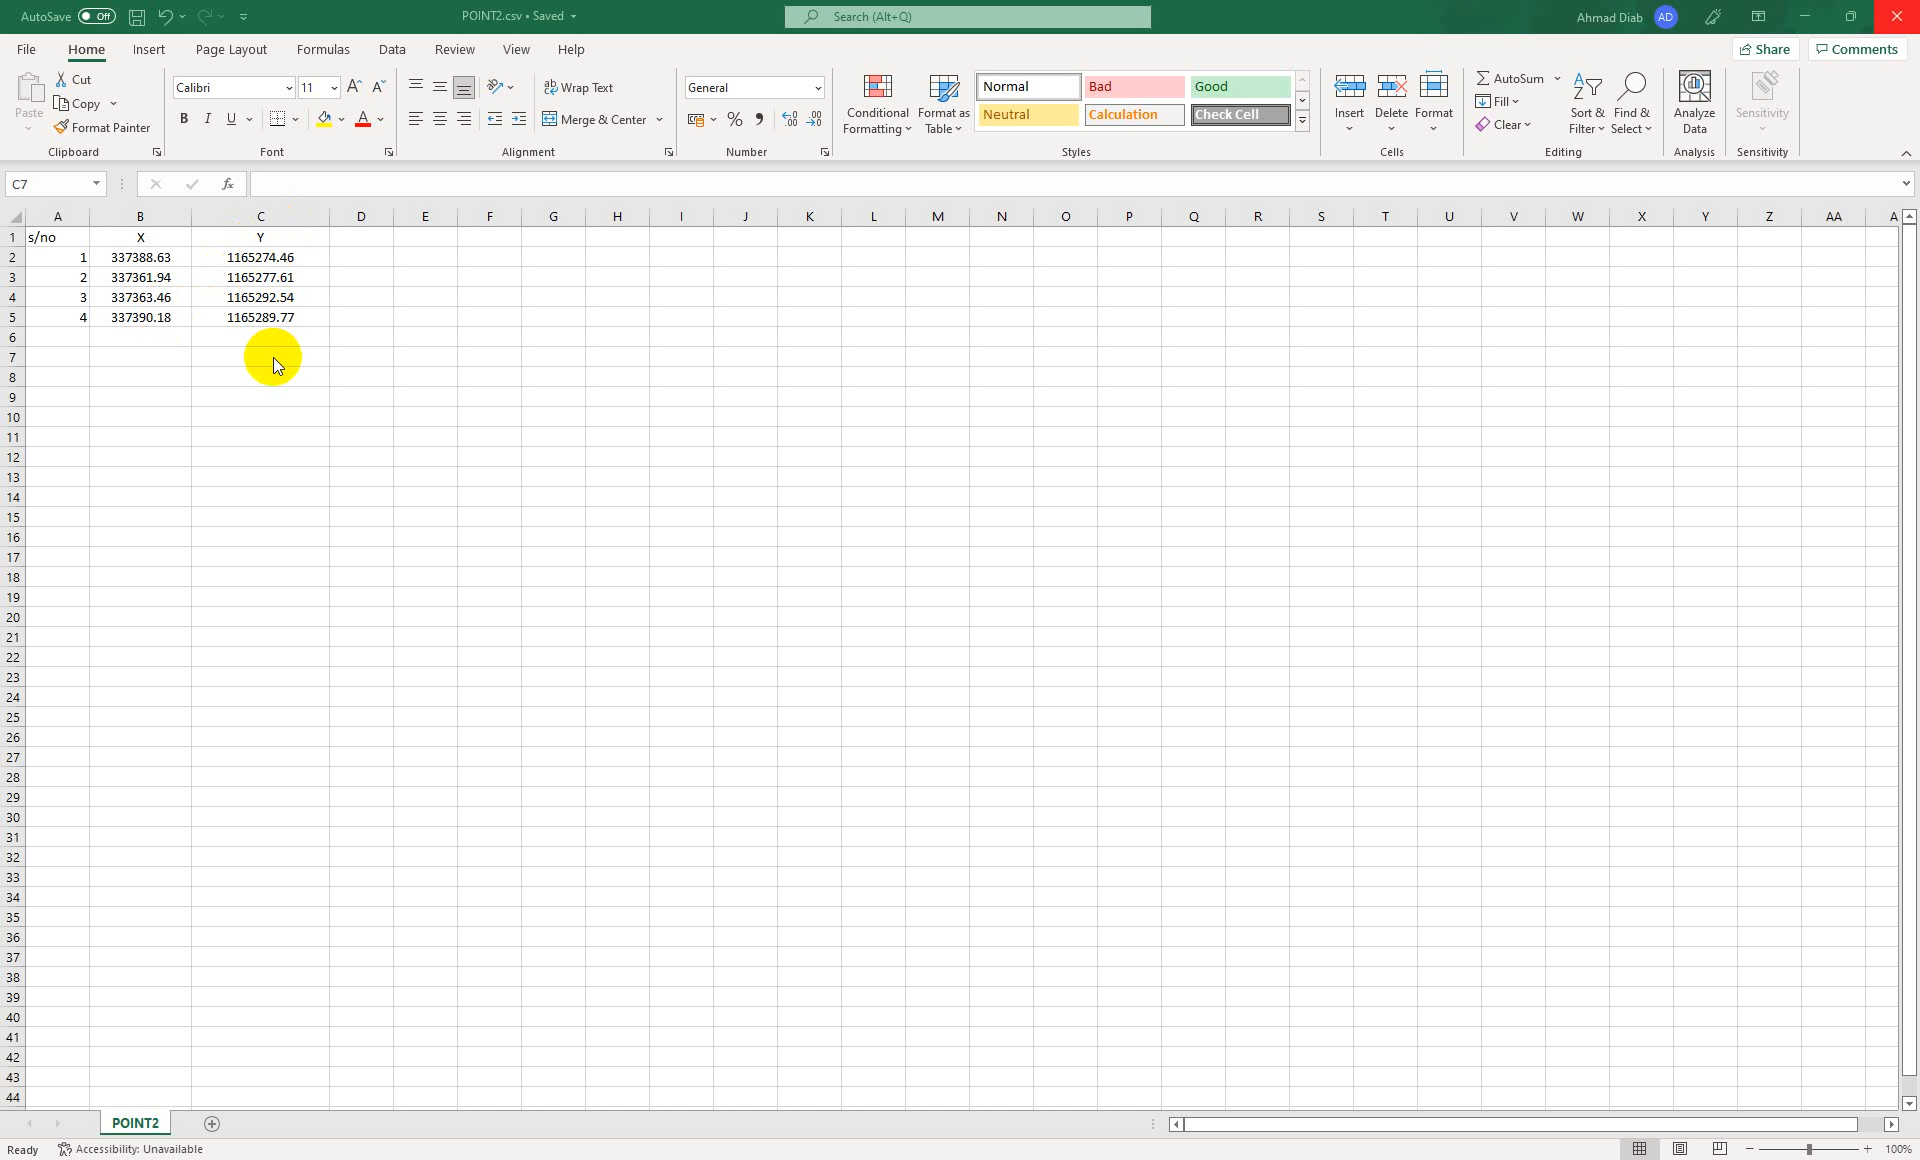 AutoSave Off POINT2.csv • Saved Search (Alt+Q) Ahmad Diab AD
File Home Insert Page Layout Formulas Data Review View Help Share Comments
Paste Cut Copy Format Painter Clipboard
Calibri 11 B I U A Font
Wrap Text Merge & Center Alignment
General % Number
Conditional Formatting Format as Table Normal Bad Good Neutral Calculation Check Cell Styles
Insert Delete Format Cells
AutoSum Fill Clear Sort & Filter Find & Select Editing
Analyze Data Analysis
Sensitivity Sensitivity
C7 fx
A B C D E F G H I J K L M N O P Q R S T U V W X Y Z AA A
1 s/no X Y
2 1 337388.63 1165274.46
3 2 337361.94 1165277.61
4 3 337363.46 1165292.54
5 4 337390.18 1165289.77
6
7
8
9
10
11
12
13
14
15
16
17
18
19
20
21
22
23
24
25
26
27
28
29
30
31
32
33
34
35
36
37
38
39
40
41
42
43
44
POINT2
Ready Accessibility: Unavailable 100%